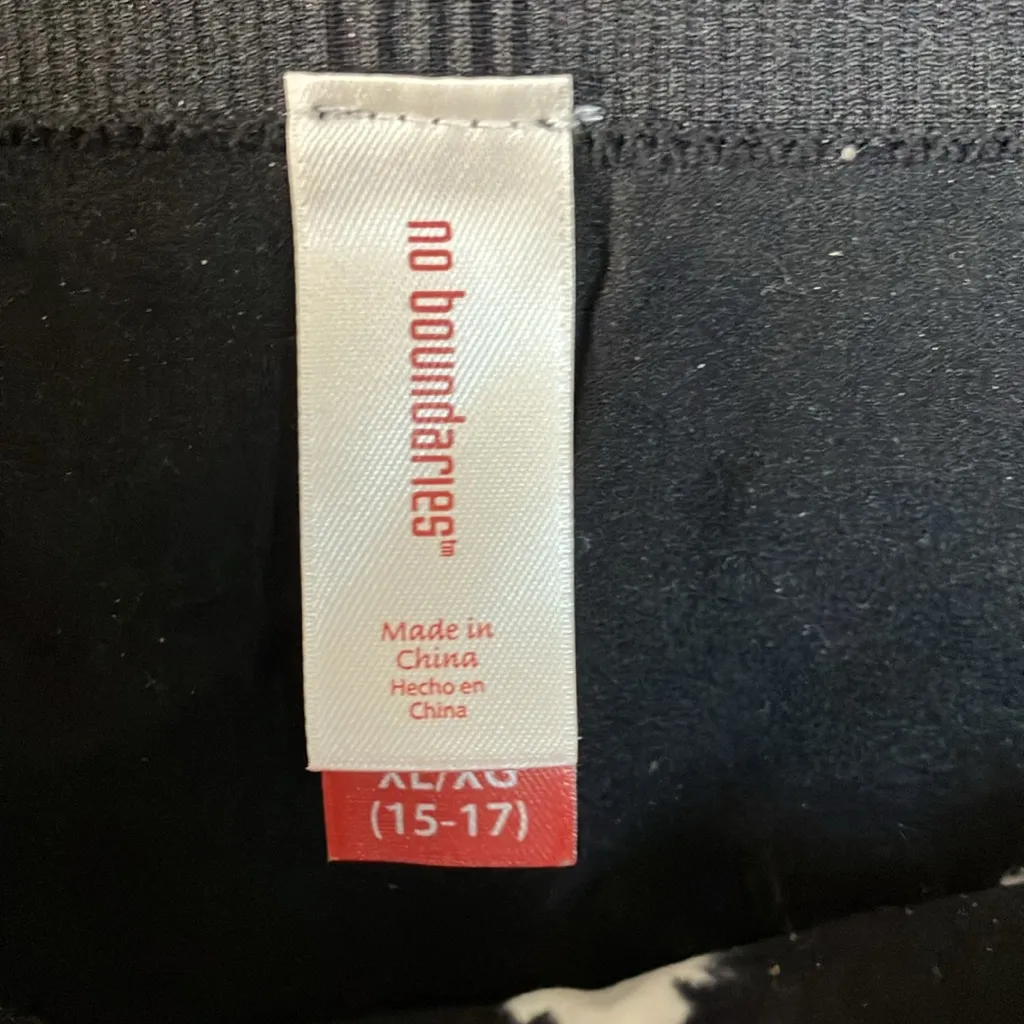 no boundaries™
Made in
China
Hecho en
China
XL/XG
(15-17)